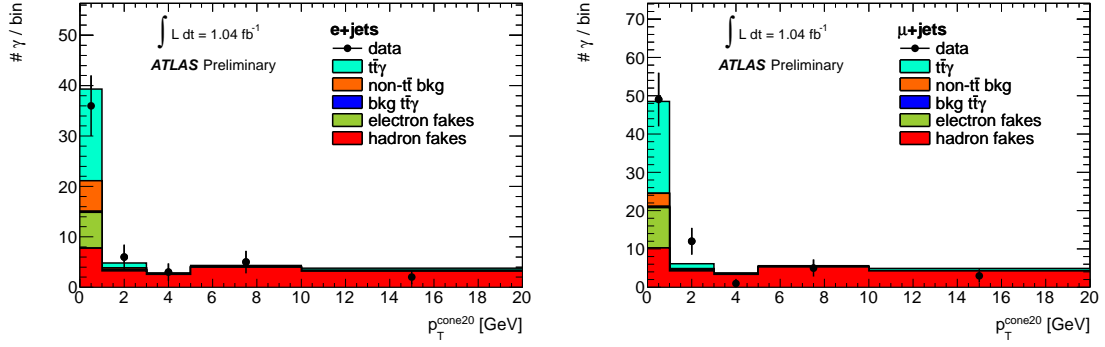 # γ / bin
50
40
30
20
10
0
∫ L dt = 1.04 fb⁻¹
ATLAS Preliminary
e+jets
data
tt̄γ
non-tt̄ bkg
bkg tt̄γ
electron fakes
hadron fakes
0 2 4 6 8 10 12 14 16 18 20
p_T^cone20 [GeV]
# γ / bin
70
60
50
40
30
20
10
0
∫ L dt = 1.04 fb⁻¹
ATLAS Preliminary
μ+jets
data
tt̄γ
non-tt̄ bkg
bkg tt̄γ
electron fakes
hadron fakes
0 2 4 6 8 10 12 14 16 18 20
p_T^cone20 [GeV]